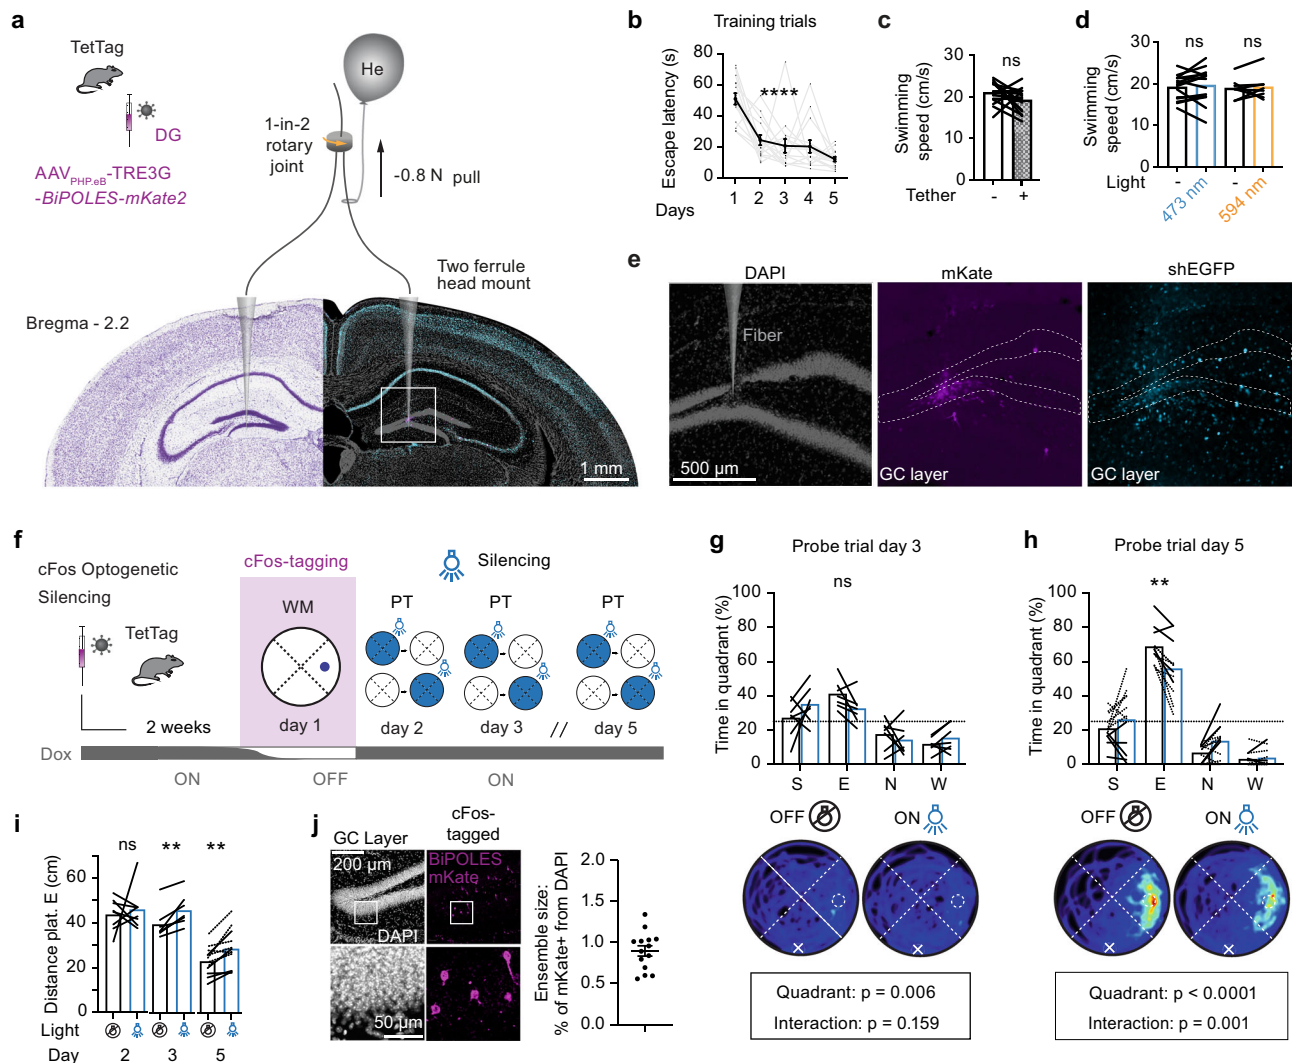 a
TetTag
DG
AAV PHP.eB-TRE3G
-BiPOLES-mKate2
He
1-in-2
rotary
joint
-0.8 N pull
Two ferrule
head mount
Bregma - 2.2
1 mm
b
Training trials
Escape latency (s)
80
60
40
20
0
****
1 2 3 4 5
Days
c
Swimming
speed (cm/s)
30
20
10
0
ns
Tether - +
d
Swimming
speed (cm/s)
30
20
10
0
ns ns
Light - 473 nm - 594 nm
e
DAPI
Fiber
500 µm
mKate
GC layer
shEGFP
GC layer
f
cFos Optogenetic
Silencing
TetTag
2 weeks
cFos-tagging
WM
day 1
Silencing
PT PT PT
day 2 day 3 // day 5
Dox
ON OFF ON
g
Probe trial day 3
Time in quadrant (%)
100
80
60
40
20
0
ns
S E N W
OFF ON
Quadrant: p = 0.006
Interaction: p = 0.159
h
Probe trial day 5
Time in quadrant (%)
100
80
60
40
20
0
**
S E N W
OFF ON
Quadrant: p < 0.0001
Interaction: p = 0.001
i
Distance plat. E (cm)
60
40
20
0
ns ** **
Light
Day 2 3 5
j
GC Layer
200 µm
DAPI
50 µm
cFos-
tagged
BiPOLES
mKate
Ensemble size:
% of mKate+ from DAPI
2.0
1.5
1.0
0.5
0.0